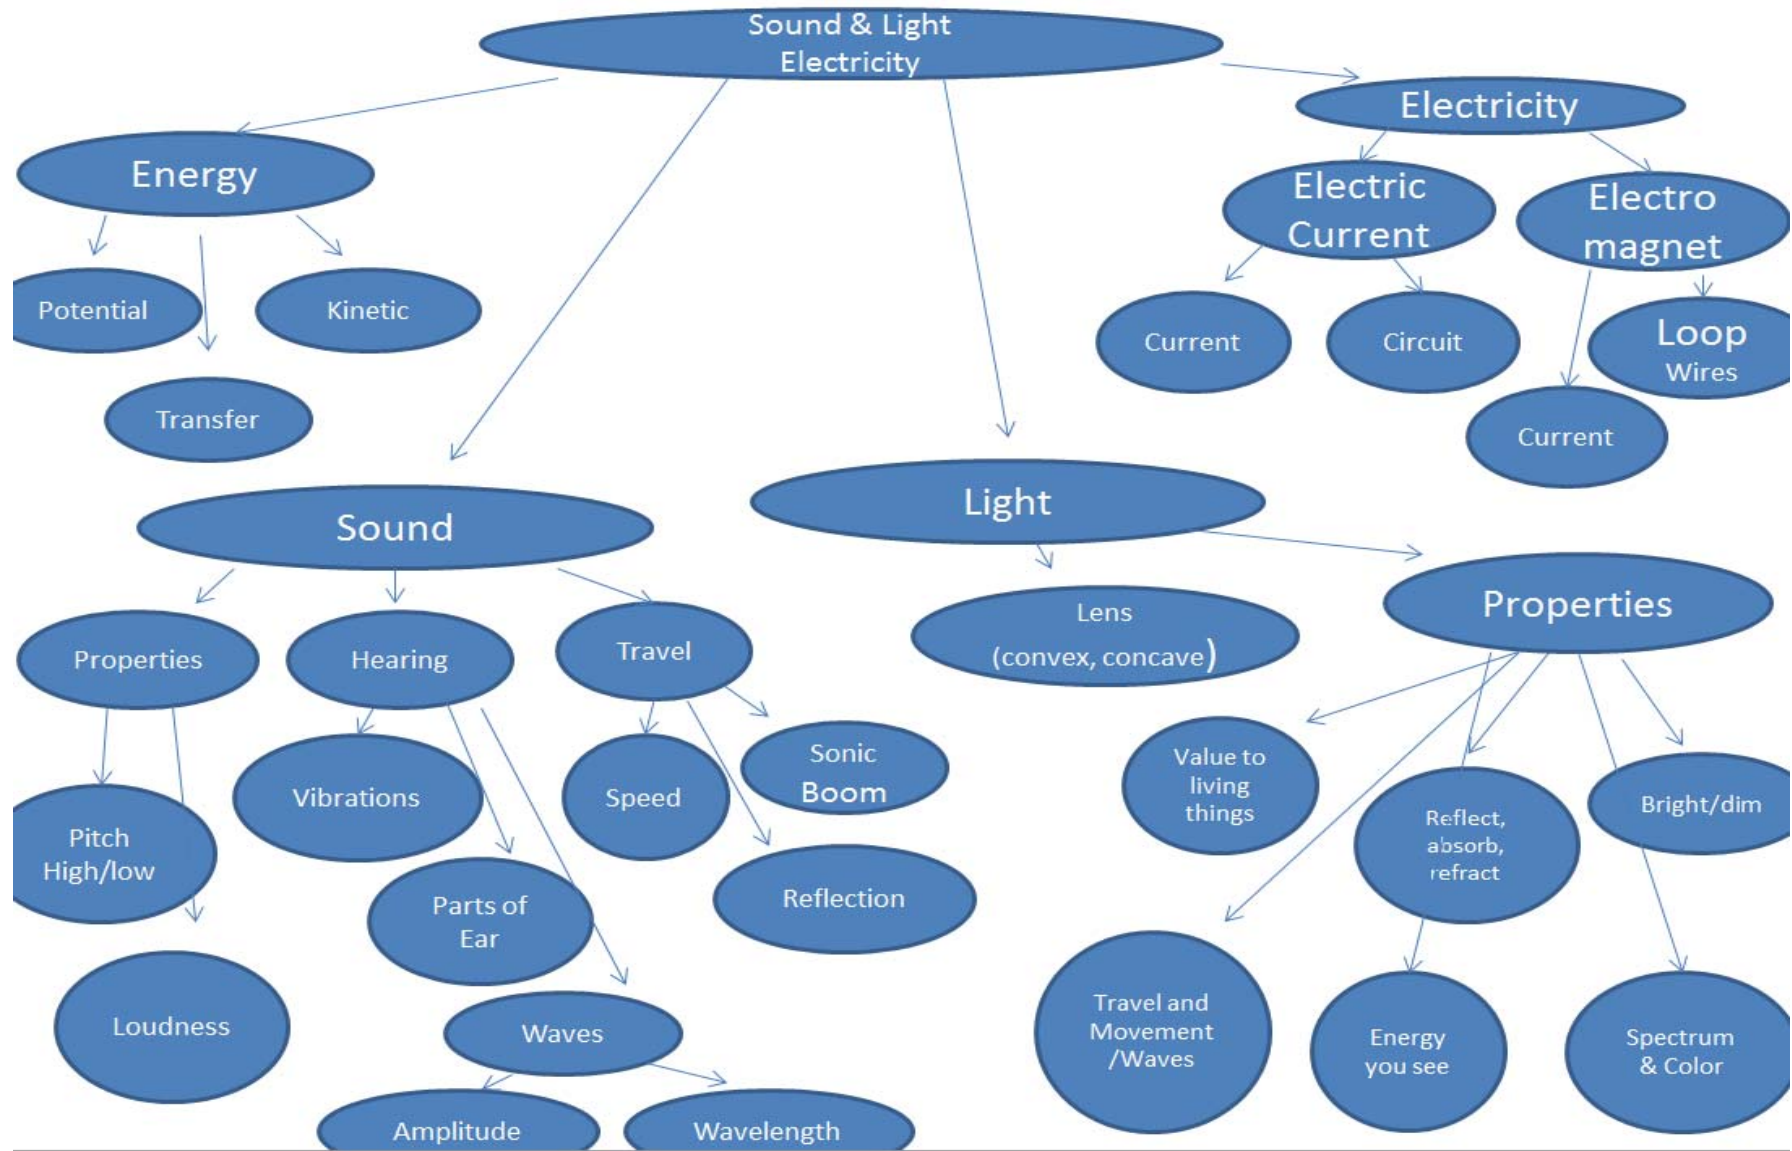 Sound & Light
Electricity
Electricity
Energy
Electric
Current
Electro
magnet
Potential
Kinetic
Current
Circuit
Loop
Wires
Transfer
Current
Sound
Light
Properties
Lens
(convex, concave)
Properties
Hearing
Travel
Vibrations
Speed
Sonic
Boom
Value to
living
things
Reflect,
absorb,
refract
Bright/dim
Pitch
High/low
Parts of
Ear
Reflection
Loudness
Waves
Travel and
Movement
/Waves
Energy
you see
Spectrum
& Color
Amplitude
Wavelength